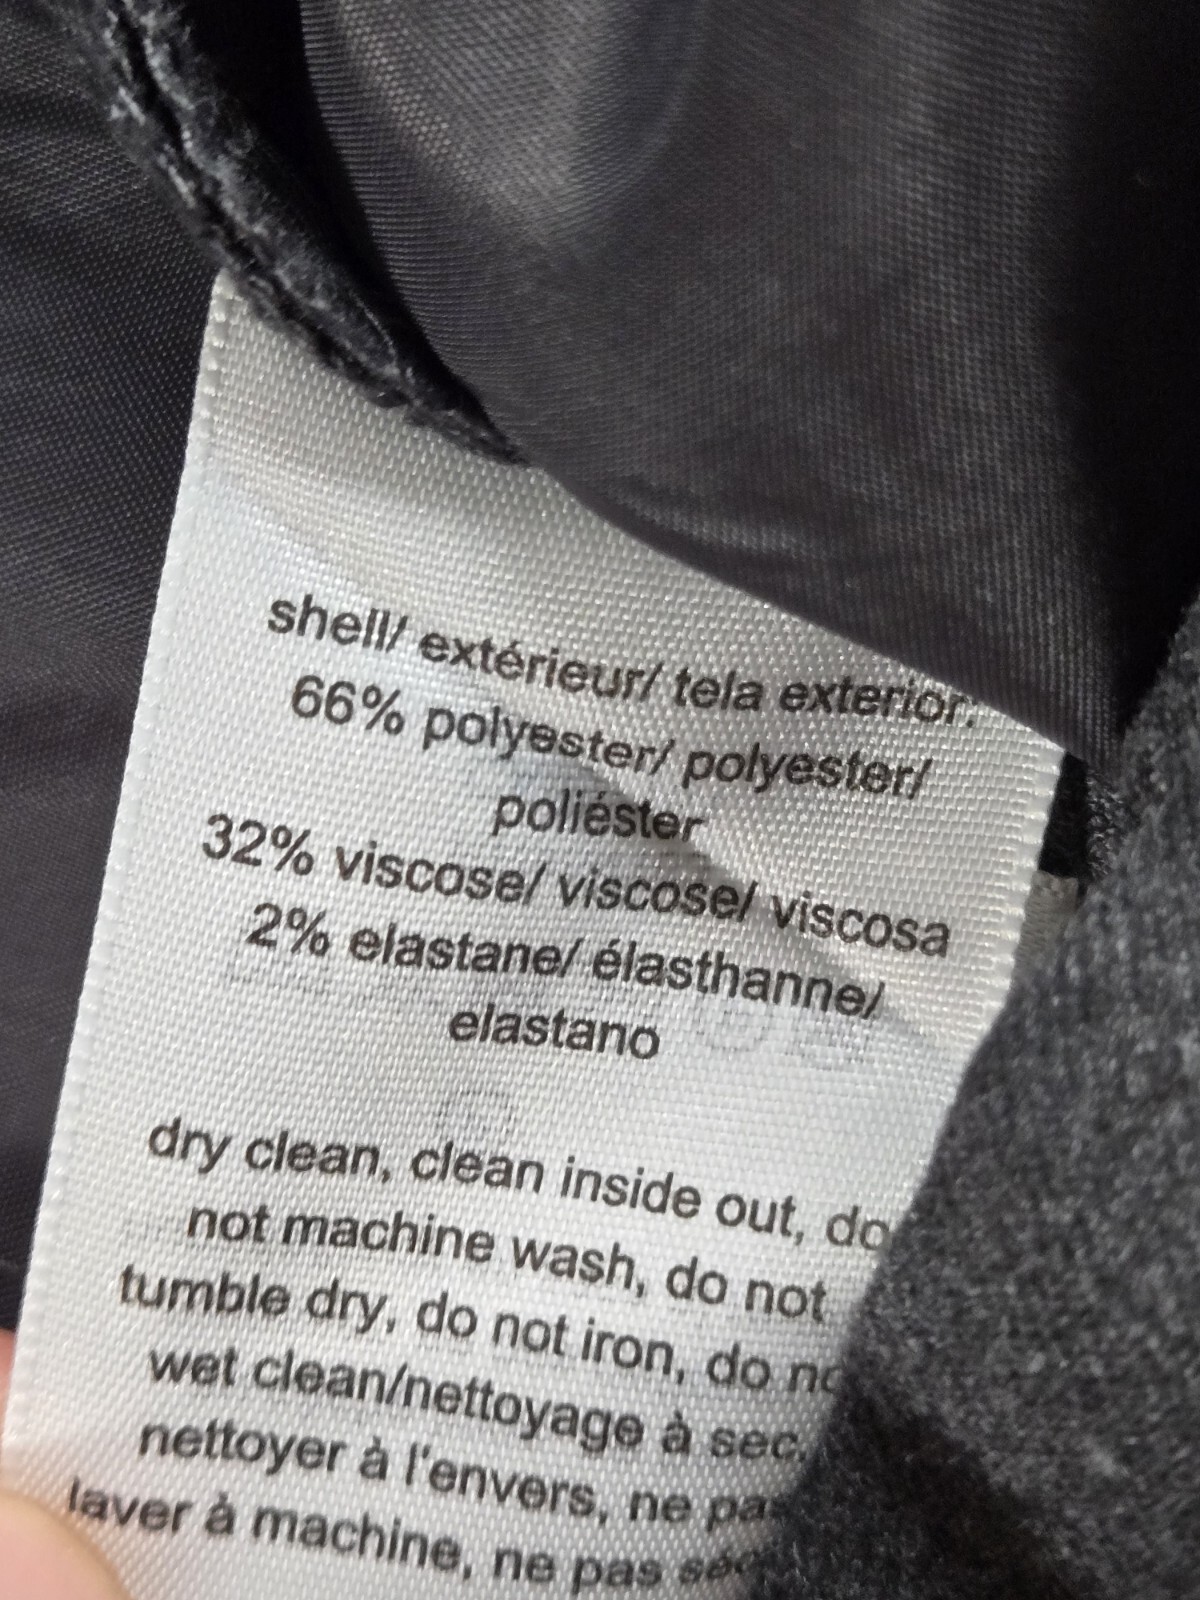 shell/ extérieur/ tela exterior:
66% polyester/ polyester/
poliéster
32% viscose/ viscose/ viscosa
2% elastane/ élasthanne/
elastano
dry clean, clean inside out, do
not machine wash, do not
tumble dry, do not iron, do
wet clean/nettoyage à sec,
nettoyer à l'envers, ne pas
laver à machine, ne pas